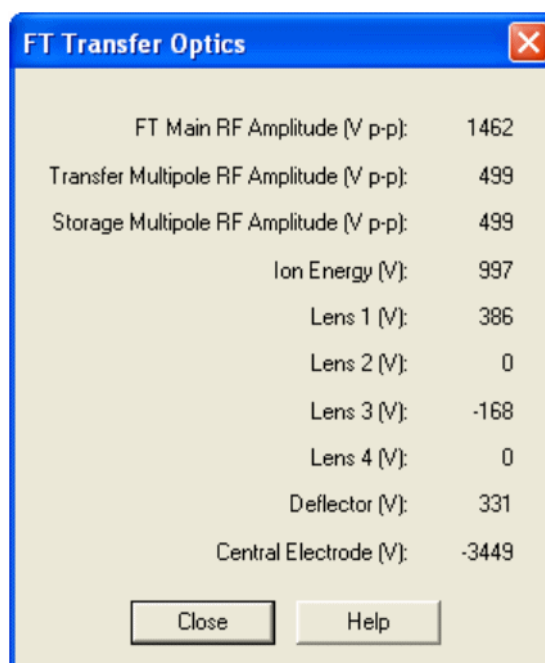 FT Transfer Optics
FT Main RF Amplitude (V p-p): 1462
Transfer Multipole RF Amplitude (V p-p): 499
Storage Multipole RF Amplitude (V p-p): 499
Ion Energy (V): 997
Lens 1 (V): 386
Lens 2 (V): 0
Lens 3 (V): -168
Lens 4 (V): 0
Deflector (V): 331
Central Electrode (V): -3449
Close Help